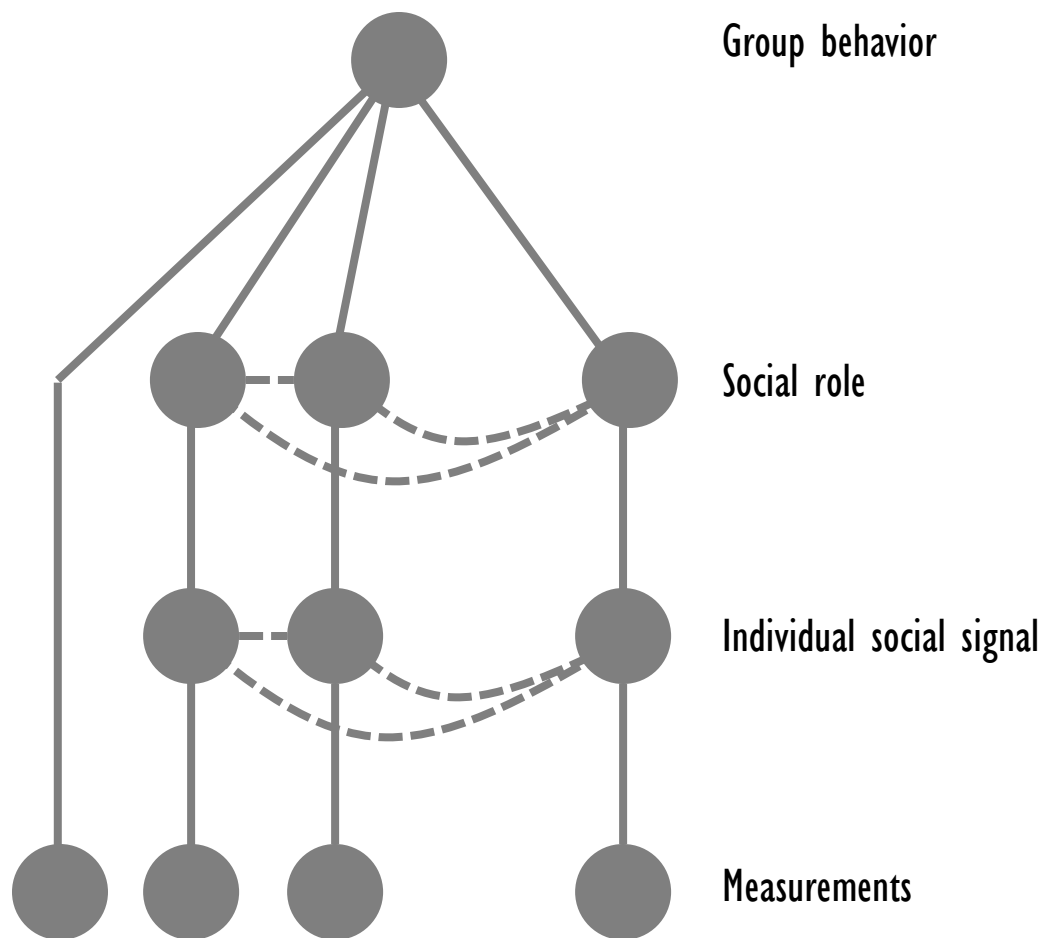 Group behavior
Social role
Individual social signal
Measurements